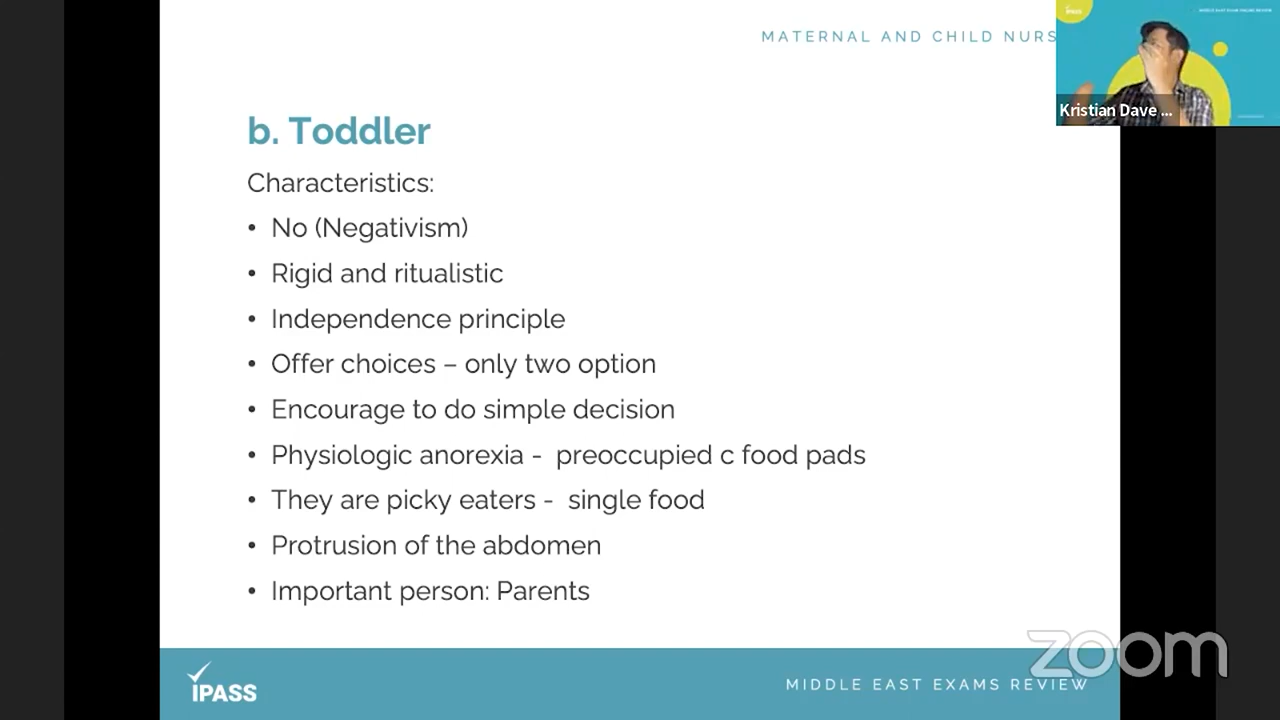 MATERNAL AND CHILD NURS
iPASS
Kristian Dave ...
b. Toddler
Characteristics:
• No (Negativism)
• Rigid and ritualistic
• Independence principle
• Offer choices – only two option
• Encourage to do simple decision
• Physiologic anorexia - preoccupied c food pads
• They are picky eaters - single food
• Protrusion of the abdomen
• Important person: Parents
zoom
iPASS
MIDDLE EAST EXAMS REVIEW